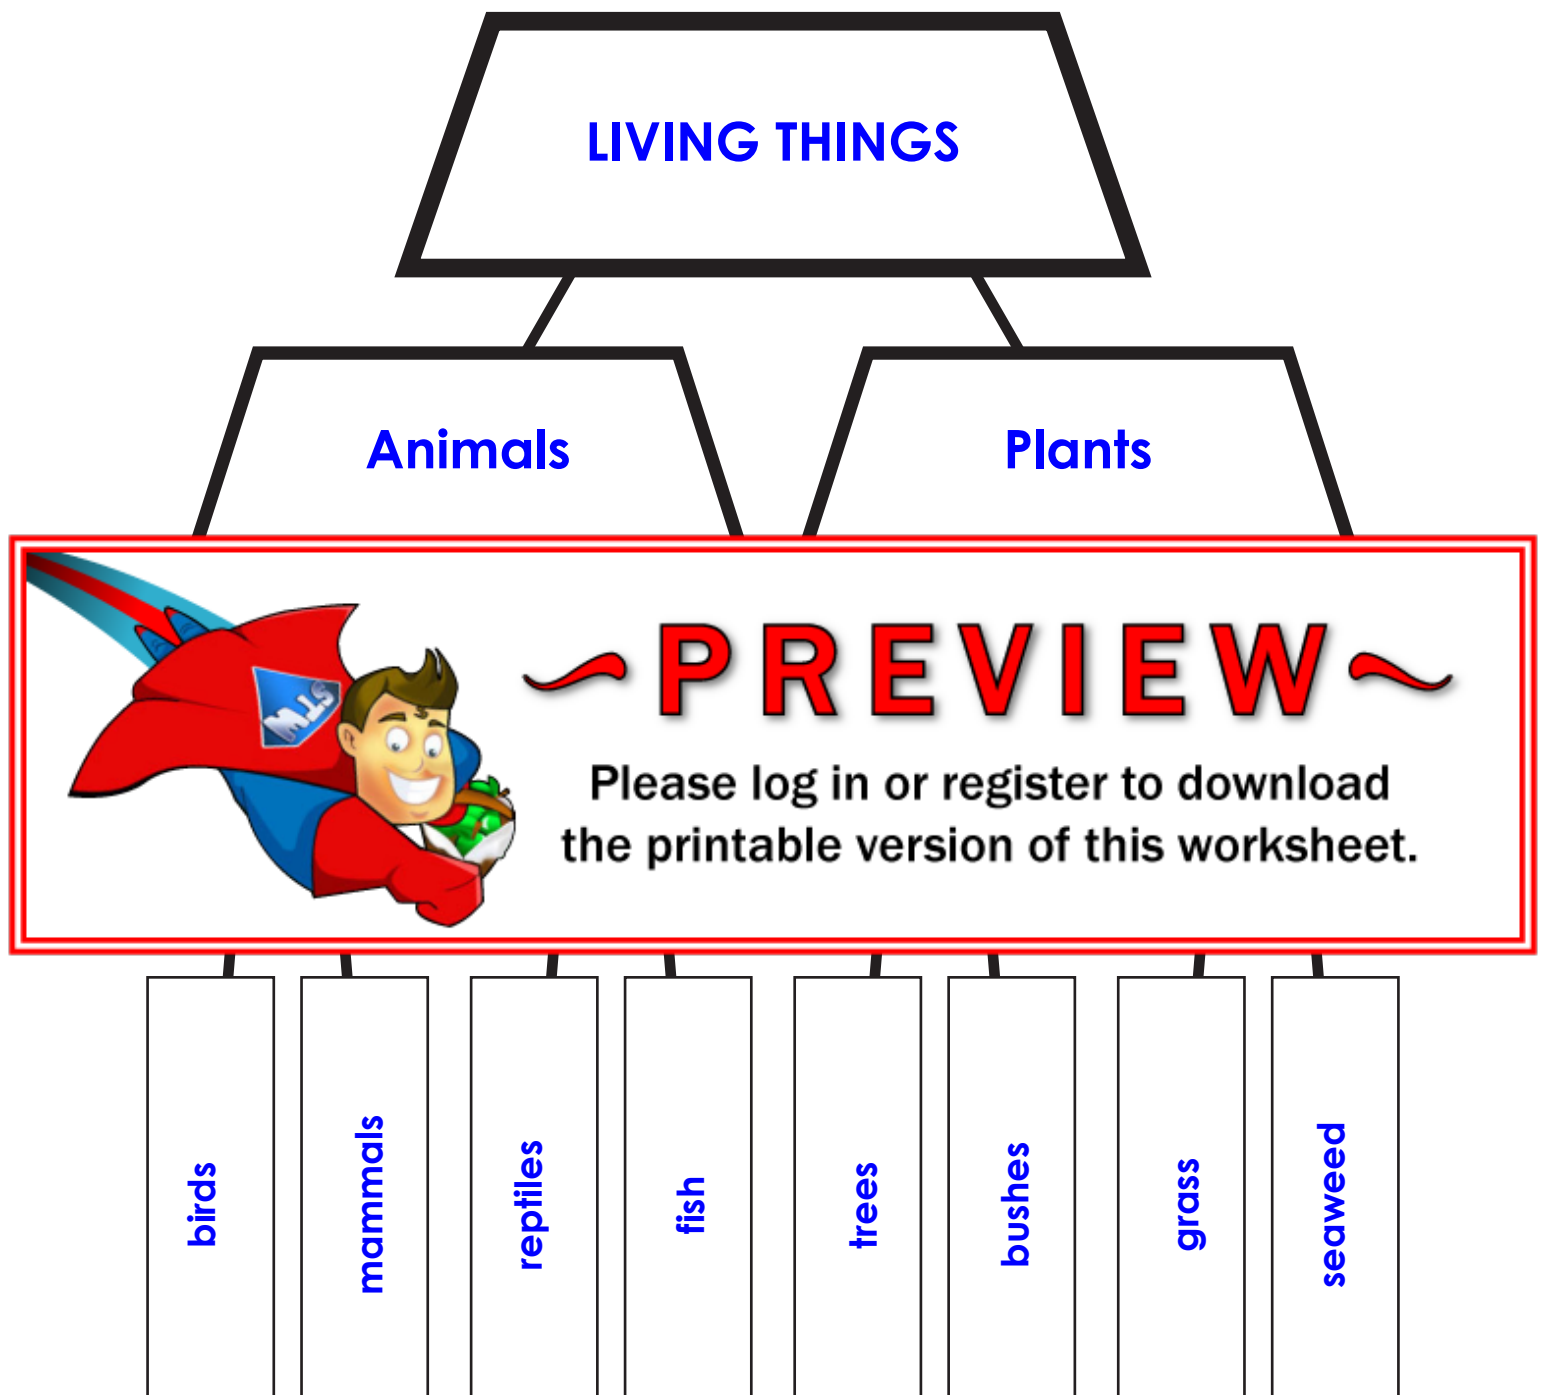 LIVING THINGS
Animals
Plants
STW
~PREVIEW~
Please log in or register to download
the printable version of this worksheet.
birds
mammals
reptiles
fish
trees
bushes
grass
seaweed